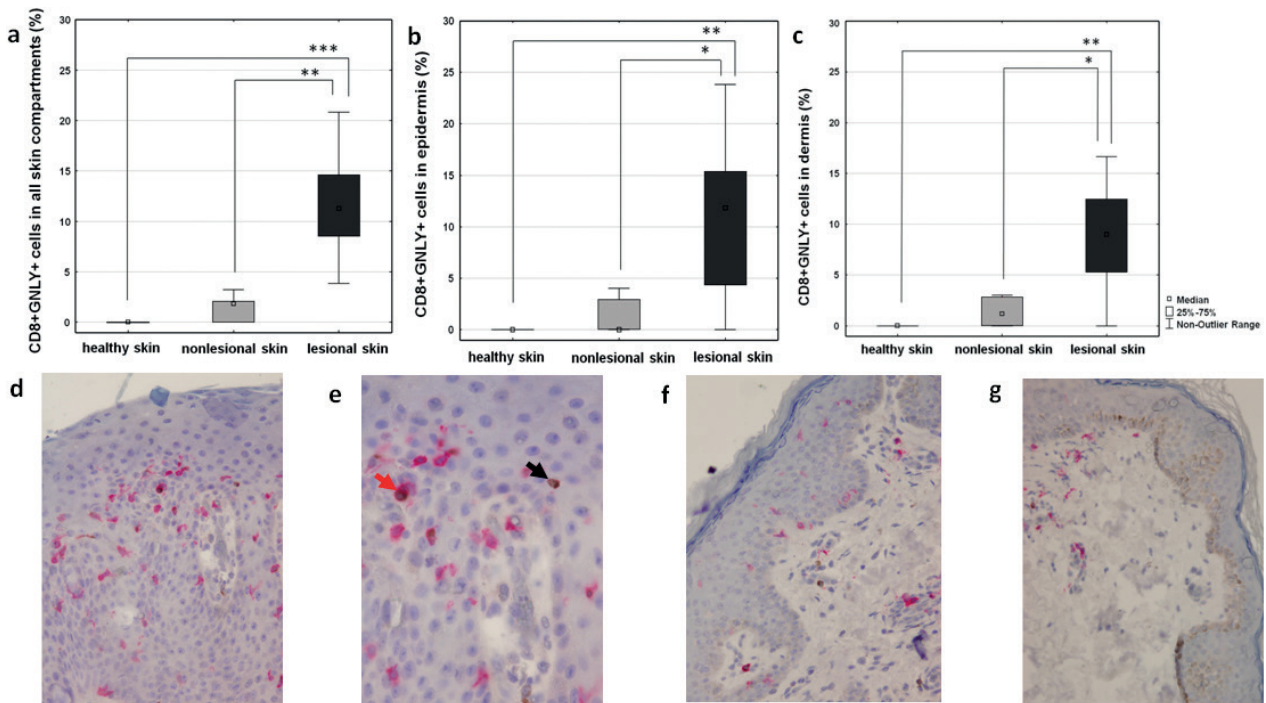 a
CD8+GNLY+ cells in all skin compartments (%)
30
25
20
15
10
5
0
***
**
healthy skin nonlesional skin lesional skin
b
CD8+GNLY+ cells in epidermis (%)
30
25
20
15
10
5
0
**
*
healthy skin nonlesional skin lesional skin
c
CD8+GNLY+ cells in dermis (%)
30
25
20
15
10
5
0
**
*
healthy skin nonlesional skin lesional skin
Median
25%-75%
Non-Outlier Range
d
e
f
g